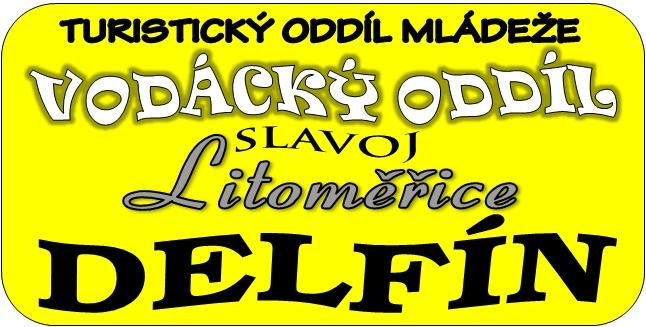 TURISTICKÝ ODDÍL MLÁDEŽE
VODÁCKÝ ODDÍL
SLAVOJ
Litoměřice
DELFÍN